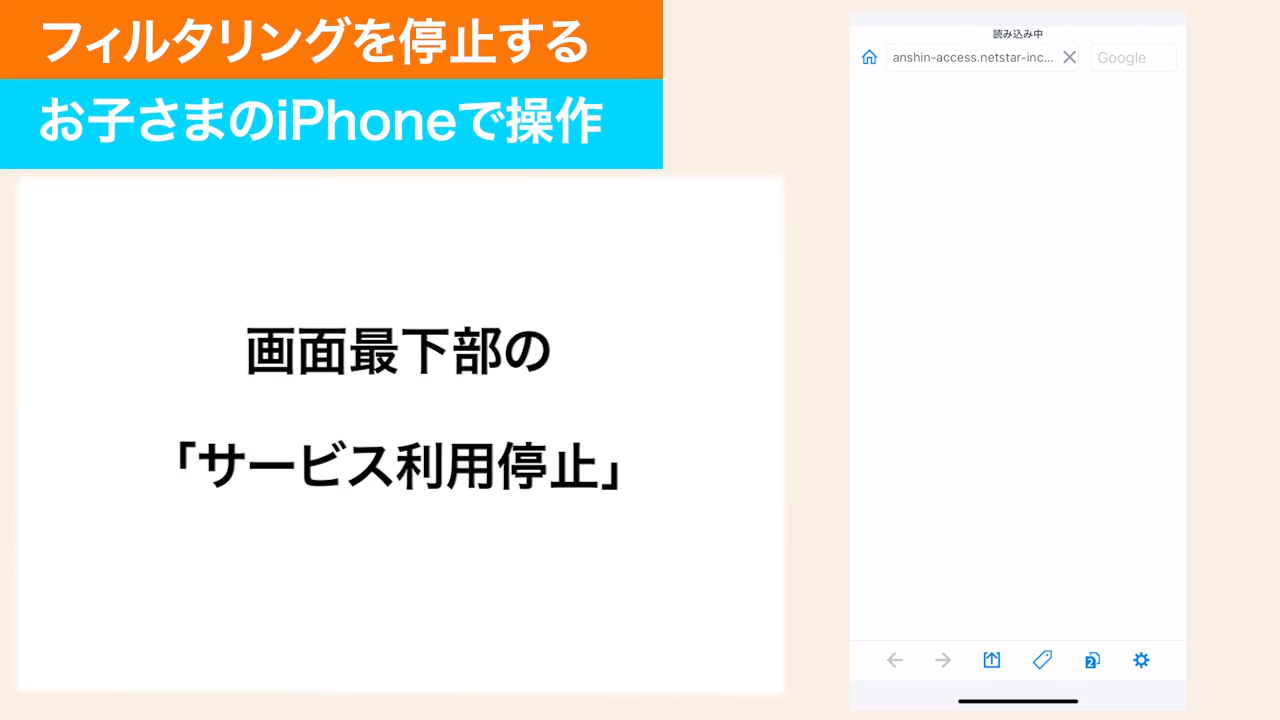 フィルタリングを停止する
お子さまのiPhoneで操作
画面最下部の
「サービス利用停止」
読み込み中
anshin-access.netstar-inc...
Google
2